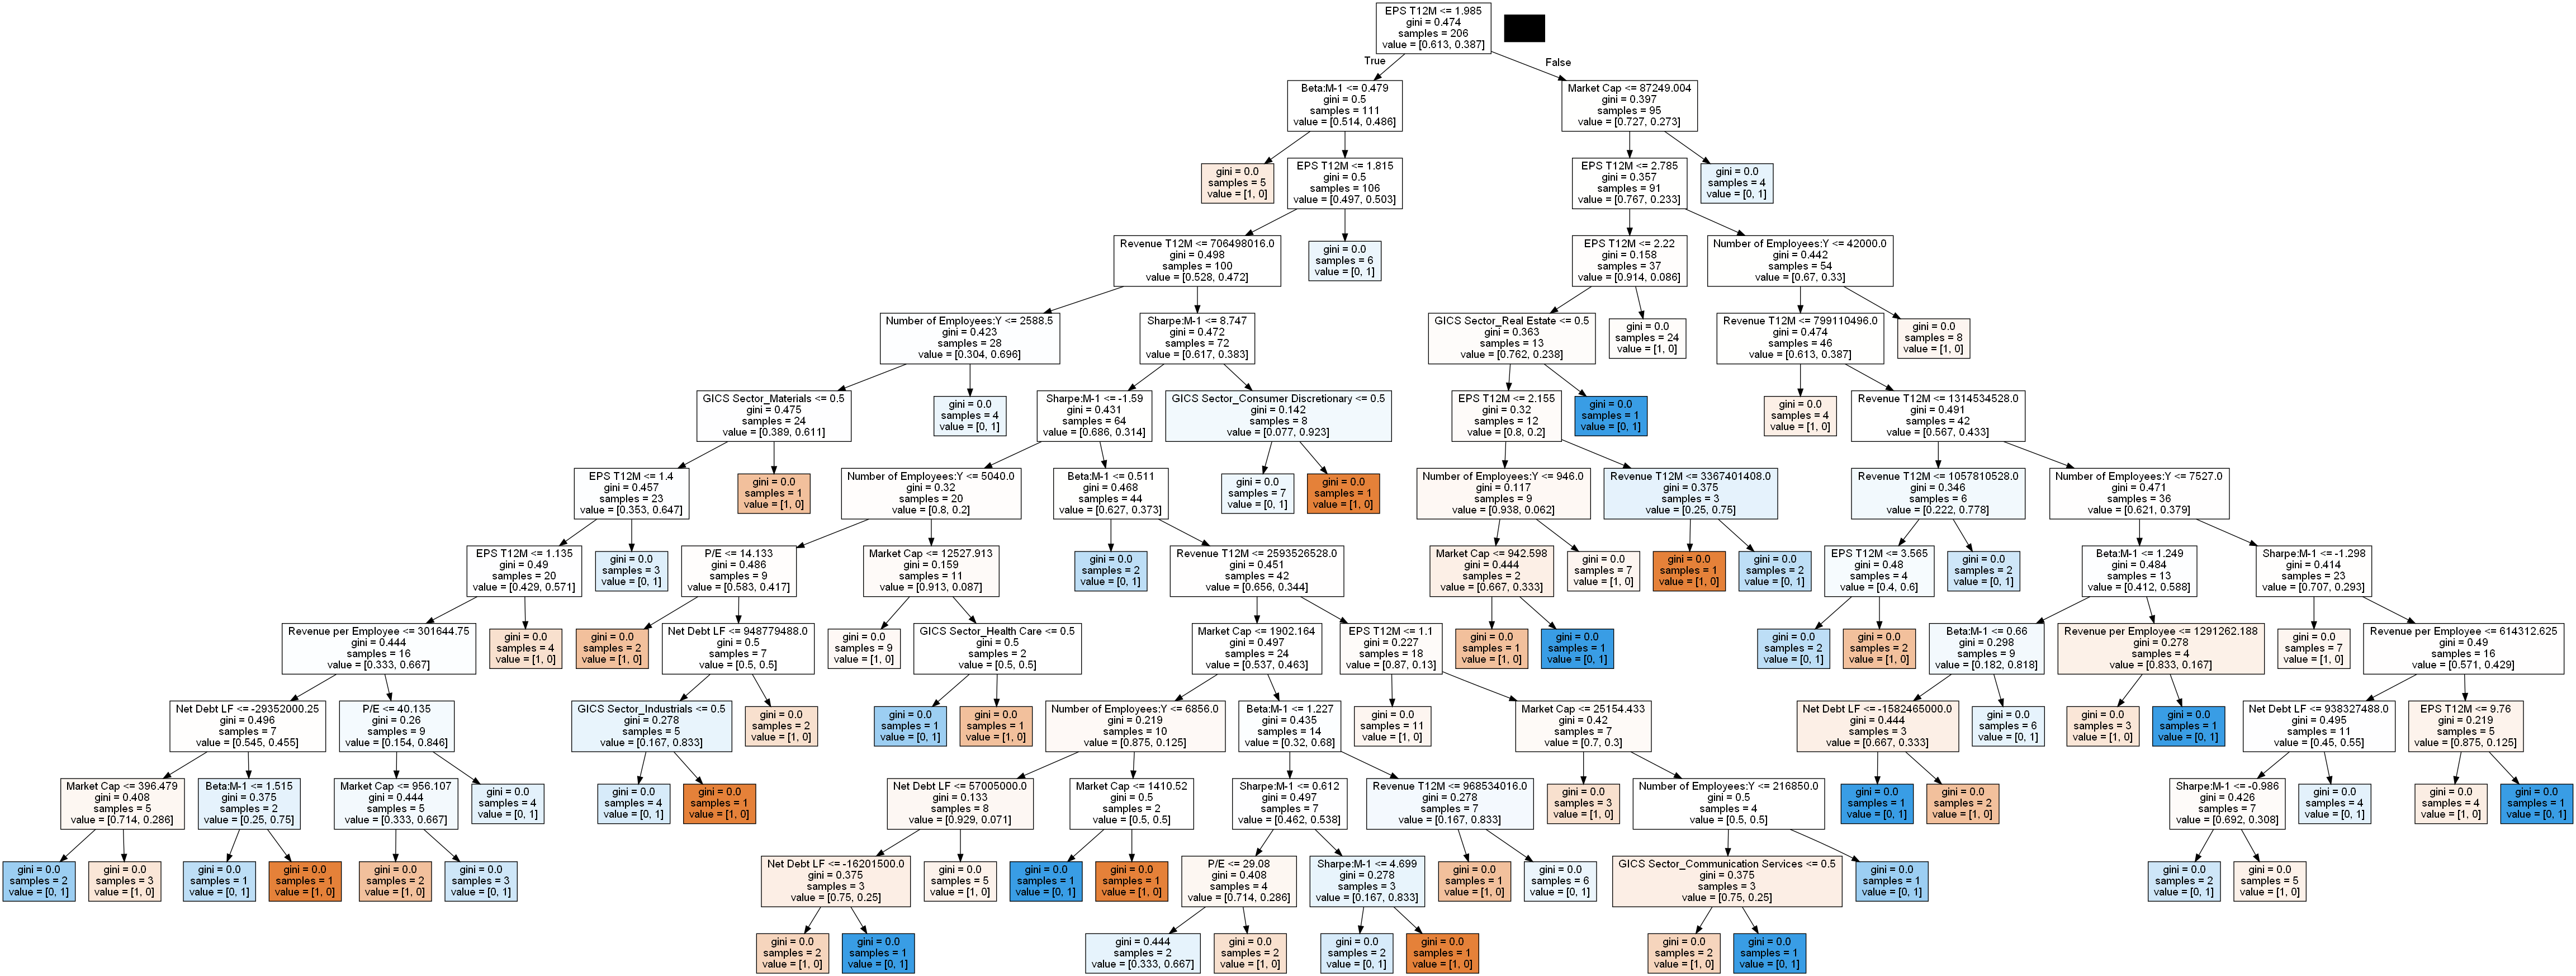 EPS T12M <= 1.985
gini = 0.474
samples = 206
value = [0.613, 0.387]
True
False
Beta:M-1 <= 0.479
gini = 0.5
samples = 111
value = [0.514, 0.486]
Market Cap <= 87249.004
gini = 0.397
samples = 95
value = [0.727, 0.273]
gini = 0.0
samples = 5
value = [1, 0]
EPS T12M <= 1.815
gini = 0.5
samples = 106
value = [0.497, 0.503]
EPS T12M <= 2.785
gini = 0.357
samples = 91
value = [0.767, 0.233]
gini = 0.0
samples = 4
value = [0, 1]
Revenue T12M <= 706498016.0
gini = 0.498
samples = 100
value = [0.528, 0.472]
gini = 0.0
samples = 6
value = [0, 1]
EPS T12M <= 2.22
gini = 0.158
samples = 37
value = [0.914, 0.086]
Number of Employees:Y <= 42000.0
gini = 0.442
samples = 54
value = [0.67, 0.33]
Number of Employees:Y <= 2588.5
gini = 0.423
samples = 28
value = [0.304, 0.696]
Sharpe:M-1 <= 8.747
gini = 0.472
samples = 72
value = [0.617, 0.383]
GICS Sector_Real Estate <= 0.5
gini = 0.363
samples = 13
value = [0.762, 0.238]
gini = 0.0
samples = 24
value = [1, 0]
Revenue T12M <= 799110496.0
gini = 0.474
samples = 46
value = [0.613, 0.387]
gini = 0.0
samples = 8
value = [1, 0]
GICS Sector_Materials <= 0.5
gini = 0.475
samples = 24
value = [0.389, 0.611]
gini = 0.0
samples = 4
value = [0, 1]
Sharpe:M-1 <= -1.59
gini = 0.431
samples = 64
value = [0.686, 0.314]
GICS Sector_Consumer Discretionary <= 0.5
gini = 0.142
samples = 8
value = [0.077, 0.923]
EPS T12M <= 2.155
gini = 0.32
samples = 12
value = [0.8, 0.2]
gini = 0.0
samples = 1
value = [0, 1]
gini = 0.0
samples = 4
value = [1, 0]
Revenue T12M <= 1314534528.0
gini = 0.491
samples = 42
value = [0.567, 0.433]
EPS T12M <= 1.4
gini = 0.457
samples = 23
value = [0.353, 0.647]
gini = 0.0
samples = 1
value = [1, 0]
Number of Employees:Y <= 5040.0
gini = 0.32
samples = 20
value = [0.8, 0.2]
Beta:M-1 <= 0.511
gini = 0.468
samples = 44
value = [0.627, 0.373]
gini = 0.0
samples = 7
value = [0, 1]
gini = 0.0
samples = 1
value = [1, 0]
Number of Employees:Y <= 946.0
gini = 0.117
samples = 9
value = [0.938, 0.062]
Revenue T12M <= 3367401408.0
gini = 0.375
samples = 3
value = [0.25, 0.75]
Revenue T12M <= 1057810528.0
gini = 0.346
samples = 6
value = [0.222, 0.778]
Number of Employees:Y <= 7527.0
gini = 0.471
samples = 36
value = [0.621, 0.379]
EPS T12M <= 1.135
gini = 0.49
samples = 20
value = [0.429, 0.571]
gini = 0.0
samples = 3
value = [0, 1]
P/E <= 14.133
gini = 0.486
samples = 9
value = [0.583, 0.417]
Market Cap <= 12527.913
gini = 0.159
samples = 11
value = [0.913, 0.087]
gini = 0.0
samples = 2
value = [0, 1]
Revenue T12M <= 2593526528.0
gini = 0.451
samples = 42
value = [0.656, 0.344]
Market Cap <= 942.598
gini = 0.444
samples = 2
value = [0.667, 0.333]
gini = 0.0
samples = 7
value = [1, 0]
gini = 0.0
samples = 1
value = [1, 0]
gini = 0.0
samples = 2
value = [0, 1]
EPS T12M <= 3.565
gini = 0.48
samples = 4
value = [0.4, 0.6]
gini = 0.0
samples = 2
value = [0, 1]
Beta:M-1 <= 1.249
gini = 0.484
samples = 13
value = [0.412, 0.588]
Sharpe:M-1 <= -1.298
gini = 0.414
samples = 23
value = [0.707, 0.293]
Revenue per Employee <= 301644.75
gini = 0.444
samples = 16
value = [0.333, 0.667]
gini = 0.0
samples = 4
value = [1, 0]
gini = 0.0
samples = 2
value = [1, 0]
Net Debt LF <= 948779488.0
gini = 0.5
samples = 7
value = [0.5, 0.5]
gini = 0.0
samples = 9
value = [1, 0]
GICS Sector_Health Care <= 0.5
gini = 0.5
samples = 2
value = [0.5, 0.5]
Market Cap <= 1902.164
gini = 0.497
samples = 24
value = [0.537, 0.463]
EPS T12M <= 1.1
gini = 0.227
samples = 18
value = [0.87, 0.13]
gini = 0.0
samples = 1
value = [1, 0]
gini = 0.0
samples = 1
value = [0, 1]
gini = 0.0
samples = 2
value = [0, 1]
gini = 0.0
samples = 2
value = [1, 0]
Beta:M-1 <= 0.66
gini = 0.298
samples = 9
value = [0.182, 0.818]
Revenue per Employee <= 1291262.188
gini = 0.278
samples = 4
value = [0.833, 0.167]
gini = 0.0
samples = 7
value = [1, 0]
Revenue per Employee <= 614312.625
gini = 0.49
samples = 16
value = [0.571, 0.429]
Net Debt LF <= -29352000.25
gini = 0.496
samples = 7
value = [0.545, 0.455]
P/E <= 40.135
gini = 0.26
samples = 9
value = [0.154, 0.846]
GICS Sector_Industrials <= 0.5
gini = 0.278
samples = 5
value = [0.167, 0.833]
gini = 0.0
samples = 2
value = [1, 0]
gini = 0.0
samples = 1
value = [0, 1]
gini = 0.0
samples = 1
value = [1, 0]
Number of Employees:Y <= 6856.0
gini = 0.219
samples = 10
value = [0.875, 0.125]
Beta:M-1 <= 1.227
gini = 0.435
samples = 14
value = [0.32, 0.68]
gini = 0.0
samples = 11
value = [1, 0]
Market Cap <= 25154.433
gini = 0.42
samples = 7
value = [0.7, 0.3]
Net Debt LF <= -1582465000.0
gini = 0.444
samples = 3
value = [0.667, 0.333]
gini = 0.0
samples = 6
value = [0, 1]
gini = 0.0
samples = 3
value = [1, 0]
gini = 0.0
samples = 1
value = [0, 1]
Net Debt LF <= 938327488.0
gini = 0.495
samples = 11
value = [0.45, 0.55]
EPS T12M <= 9.76
gini = 0.219
samples = 5
value = [0.875, 0.125]
Market Cap <= 396.479
gini = 0.408
samples = 5
value = [0.714, 0.286]
Beta:M-1 <= 1.515
gini = 0.375
samples = 2
value = [0.25, 0.75]
Market Cap <= 956.107
gini = 0.444
samples = 5
value = [0.333, 0.667]
gini = 0.0
samples = 4
value = [0, 1]
gini = 0.0
samples = 4
value = [0, 1]
gini = 0.0
samples = 1
value = [1, 0]
Net Debt LF <= 57005000.0
gini = 0.133
samples = 8
value = [0.929, 0.071]
Market Cap <= 1410.52
gini = 0.5
samples = 2
value = [0.5, 0.5]
Sharpe:M-1 <= 0.612
gini = 0.497
samples = 7
value = [0.462, 0.538]
Revenue T12M <= 968534016.0
gini = 0.278
samples = 7
value = [0.167, 0.833]
gini = 0.0
samples = 3
value = [1, 0]
Number of Employees:Y <= 216850.0
gini = 0.5
samples = 4
value = [0.5, 0.5]
gini = 0.0
samples = 1
value = [0, 1]
gini = 0.0
samples = 2
value = [1, 0]
Sharpe:M-1 <= -0.986
gini = 0.426
samples = 7
value = [0.692, 0.308]
gini = 0.0
samples = 4
value = [0, 1]
gini = 0.0
samples = 4
value = [1, 0]
gini = 0.0
samples = 1
value = [0, 1]
gini = 0.0
samples = 2
value = [0, 1]
gini = 0.0
samples = 3
value = [1, 0]
gini = 0.0
samples = 1
value = [0, 1]
gini = 0.0
samples = 1
value = [1, 0]
gini = 0.0
samples = 2
value = [1, 0]
gini = 0.0
samples = 3
value = [0, 1]
Net Debt LF <= -16201500.0
gini = 0.375
samples = 3
value = [0.75, 0.25]
gini = 0.0
samples = 5
value = [1, 0]
gini = 0.0
samples = 1
value = [0, 1]
gini = 0.0
samples = 1
value = [1, 0]
P/E <= 29.08
gini = 0.408
samples = 4
value = [0.714, 0.286]
Sharpe:M-1 <= 4.699
gini = 0.278
samples = 3
value = [0.167, 0.833]
gini = 0.0
samples = 1
value = [1, 0]
gini = 0.0
samples = 6
value = [0, 1]
GICS Sector_Communication Services <= 0.5
gini = 0.375
samples = 3
value = [0.75, 0.25]
gini = 0.0
samples = 1
value = [0, 1]
gini = 0.0
samples = 2
value = [0, 1]
gini = 0.0
samples = 5
value = [1, 0]
gini = 0.0
samples = 2
value = [1, 0]
gini = 0.0
samples = 1
value = [0, 1]
gini = 0.444
samples = 2
value = [0.333, 0.667]
gini = 0.0
samples = 2
value = [1, 0]
gini = 0.0
samples = 2
value = [0, 1]
gini = 0.0
samples = 1
value = [1, 0]
gini = 0.0
samples = 2
value = [1, 0]
gini = 0.0
samples = 1
value = [0, 1]